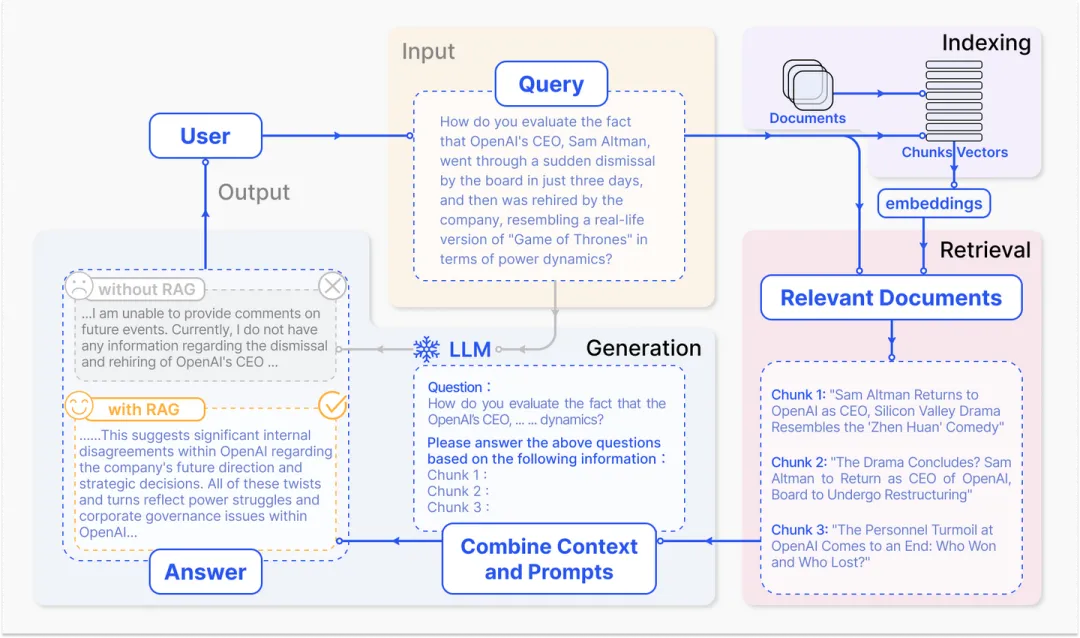 Input
Query
How do you evaluate the fact
that OpenAI's CEO, Sam Altman,
went through a sudden dismissal
by the board in just three days,
and then was rehired by the
company, resembling a real-life
version of "Game of Thrones" in
terms of power dynamics?
Indexing
Documents
Chunks Vectors
embeddings
User
Output
Retrieval
Relevant Documents
Chunk 1: "Sam Altman Returns to
OpenAI as CEO, Silicon Valley Drama
Resembles the 'Zhen Huan' Comedy"
Chunk 2: "The Drama Concludes? Sam
Altman to Return as CEO of OpenAI,
Board to Undergo Restructuring"
Chunk 3: "The Personnel Turmoil at
OpenAI Comes to an End: Who Won
and Who Lost?"
LLM
Generation
Question :
How do you evaluate the fact that the
OpenAI's CEO, ... ... dynamics?
Please answer the above questions
based on the following information :
Chunk 1 :
Chunk 2 :
Chunk 3 :
Combine Context
and Prompts
without RAG
...I am unable to provide comments on
future events. Currently, I do not have
any information regarding the dismissal
and rehiring of OpenAI's CEO ...
with RAG
......This suggests significant internal
disagreements within OpenAI regarding
the company's future direction and
strategic decisions. All of these twists
and turns reflect power struggles and
corporate governance issues within
OpenAI...
Answer